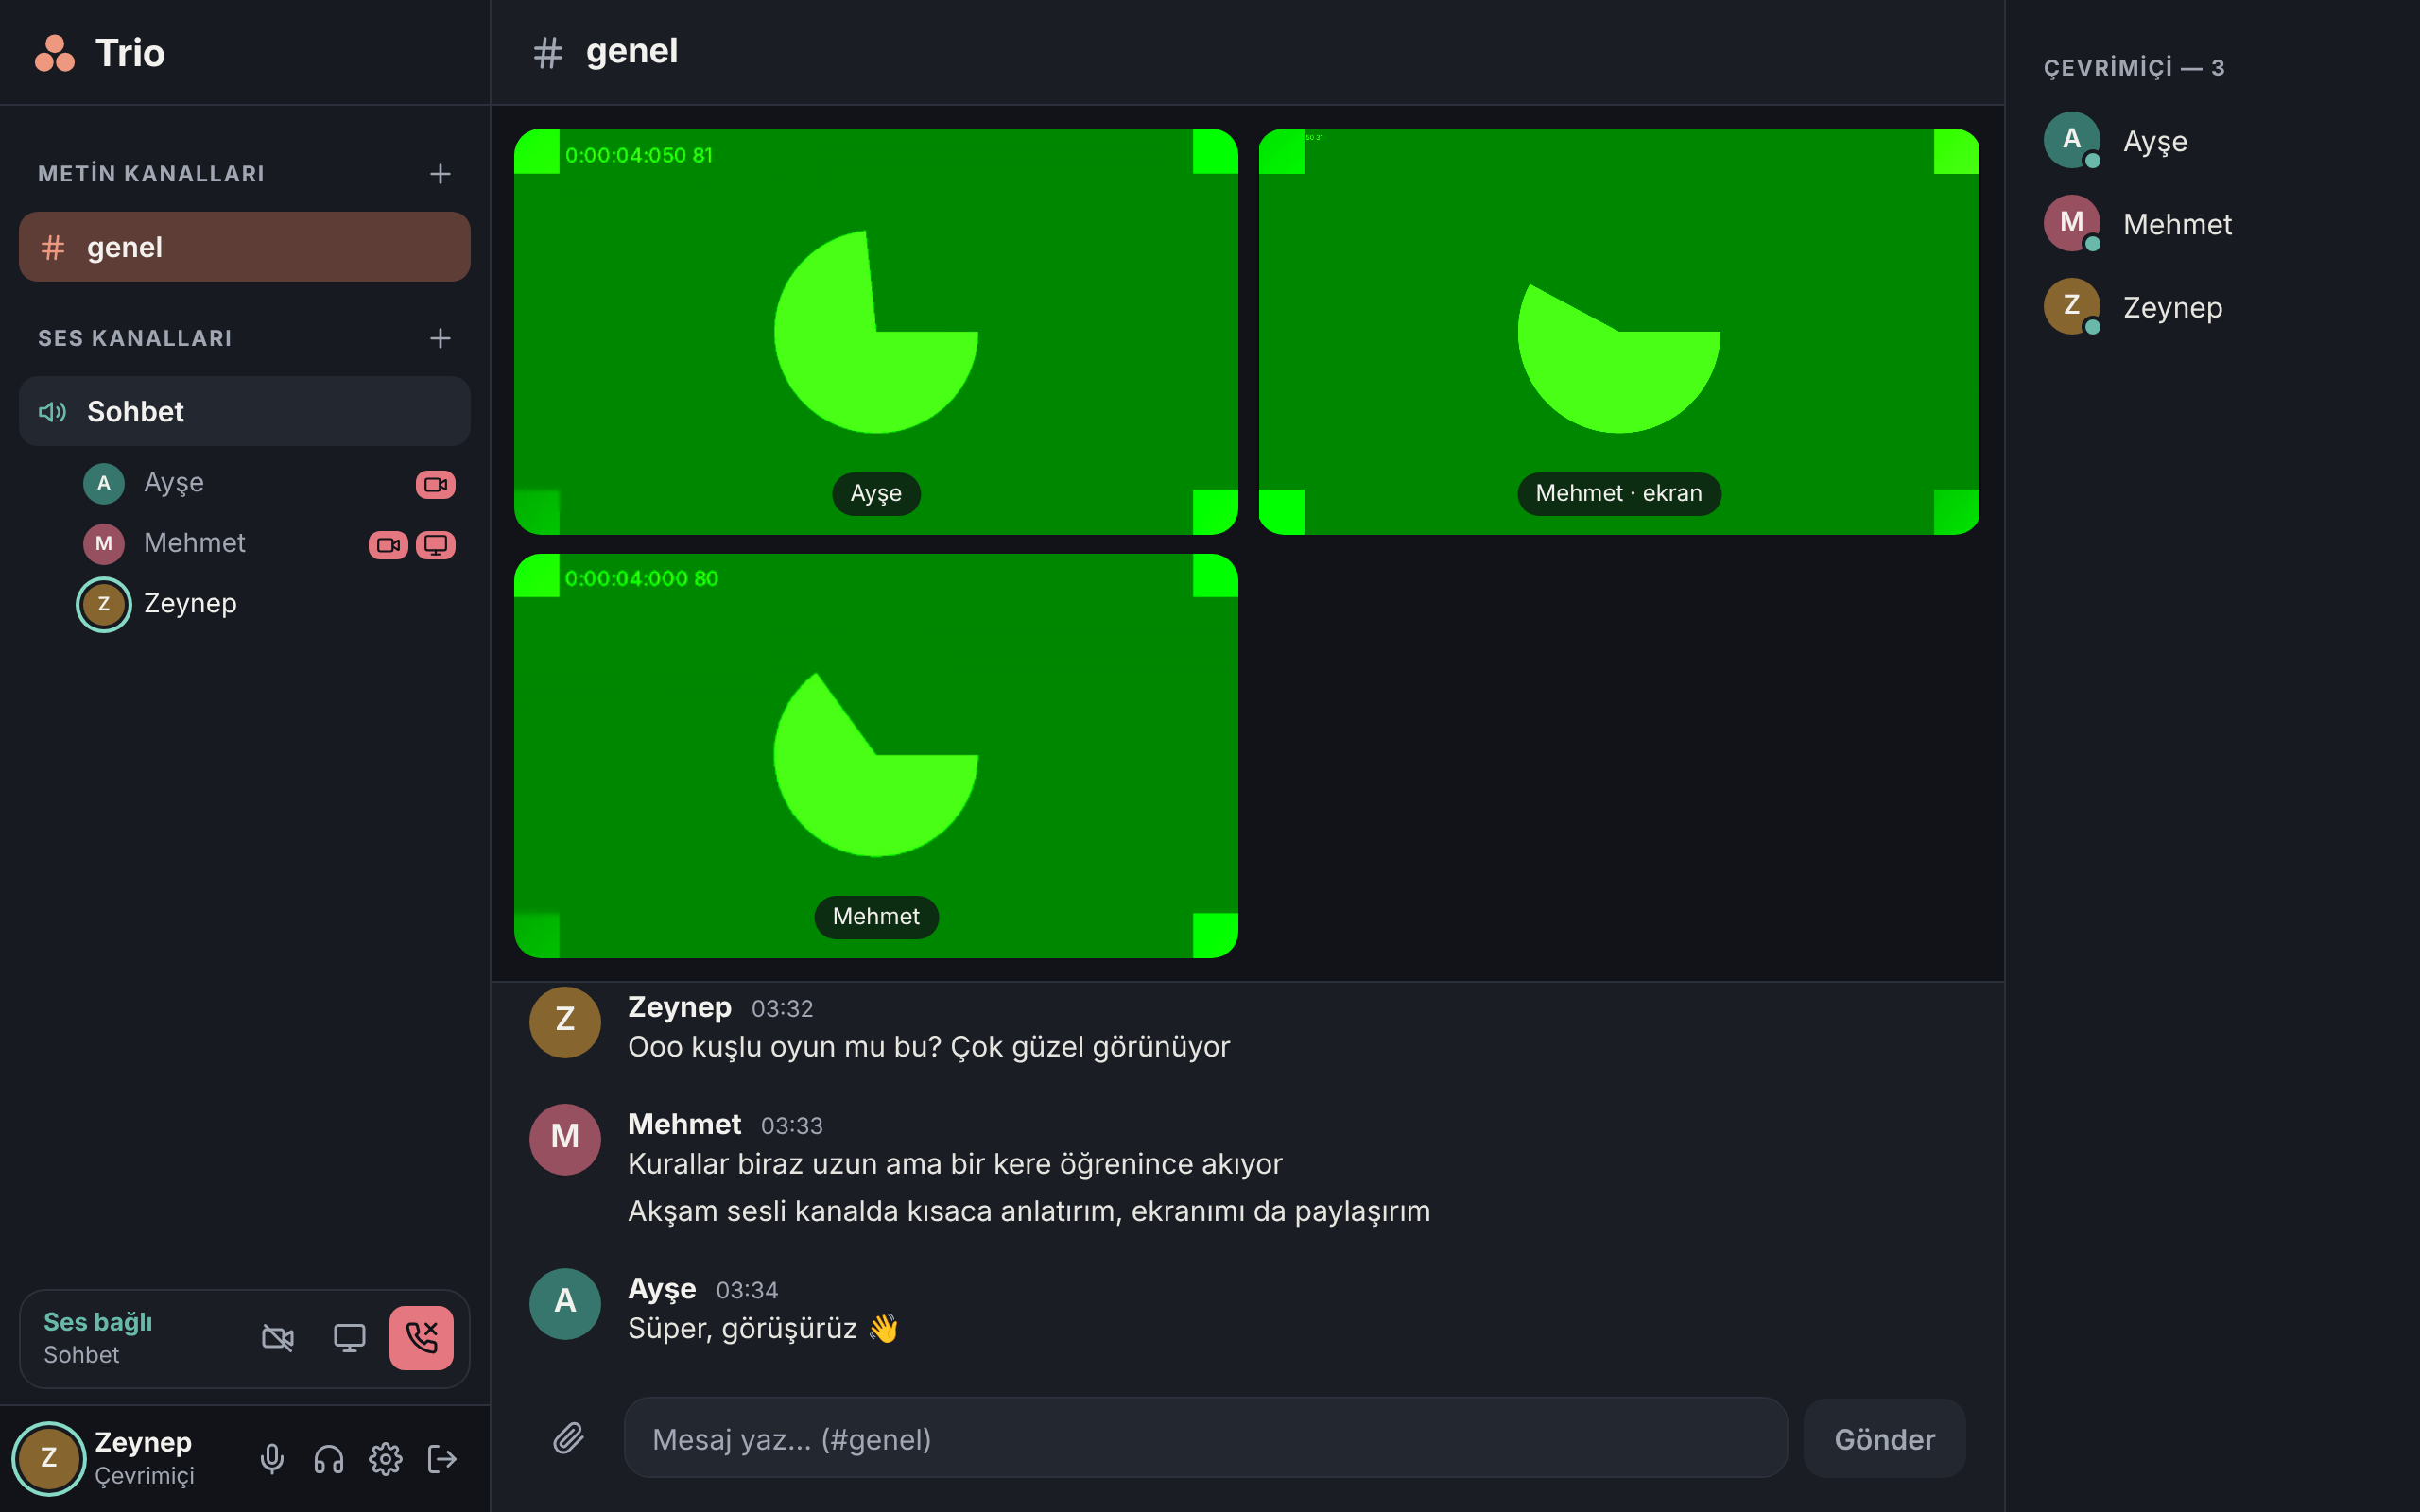 Trio
METİN KANALLARI
genel
SES KANALLARI
Sohbet
A Ayşe
M Mehmet
Z Zeynep
Ses bağlı
Sohbet
Z Zeynep
Çevrimiçi
# genel
0:00:04:050 81
Ayşe
Mehmet · ekran
0:00:04:000 80
Mehmet
Z Zeynep 03:32
Ooo kuşlu oyun mu bu? Çok güzel görünüyor
M Mehmet 03:33
Kurallar biraz uzun ama bir kere öğrenince akıyor
Akşam sesli kanalda kısaca anlatırım, ekranımı da paylaşırım
A Ayşe 03:34
Süper, görüşürüz 👋
Mesaj yaz... (#genel)
Gönder
ÇEVRİMİÇİ — 3
A Ayşe
M Mehmet
Z Zeynep